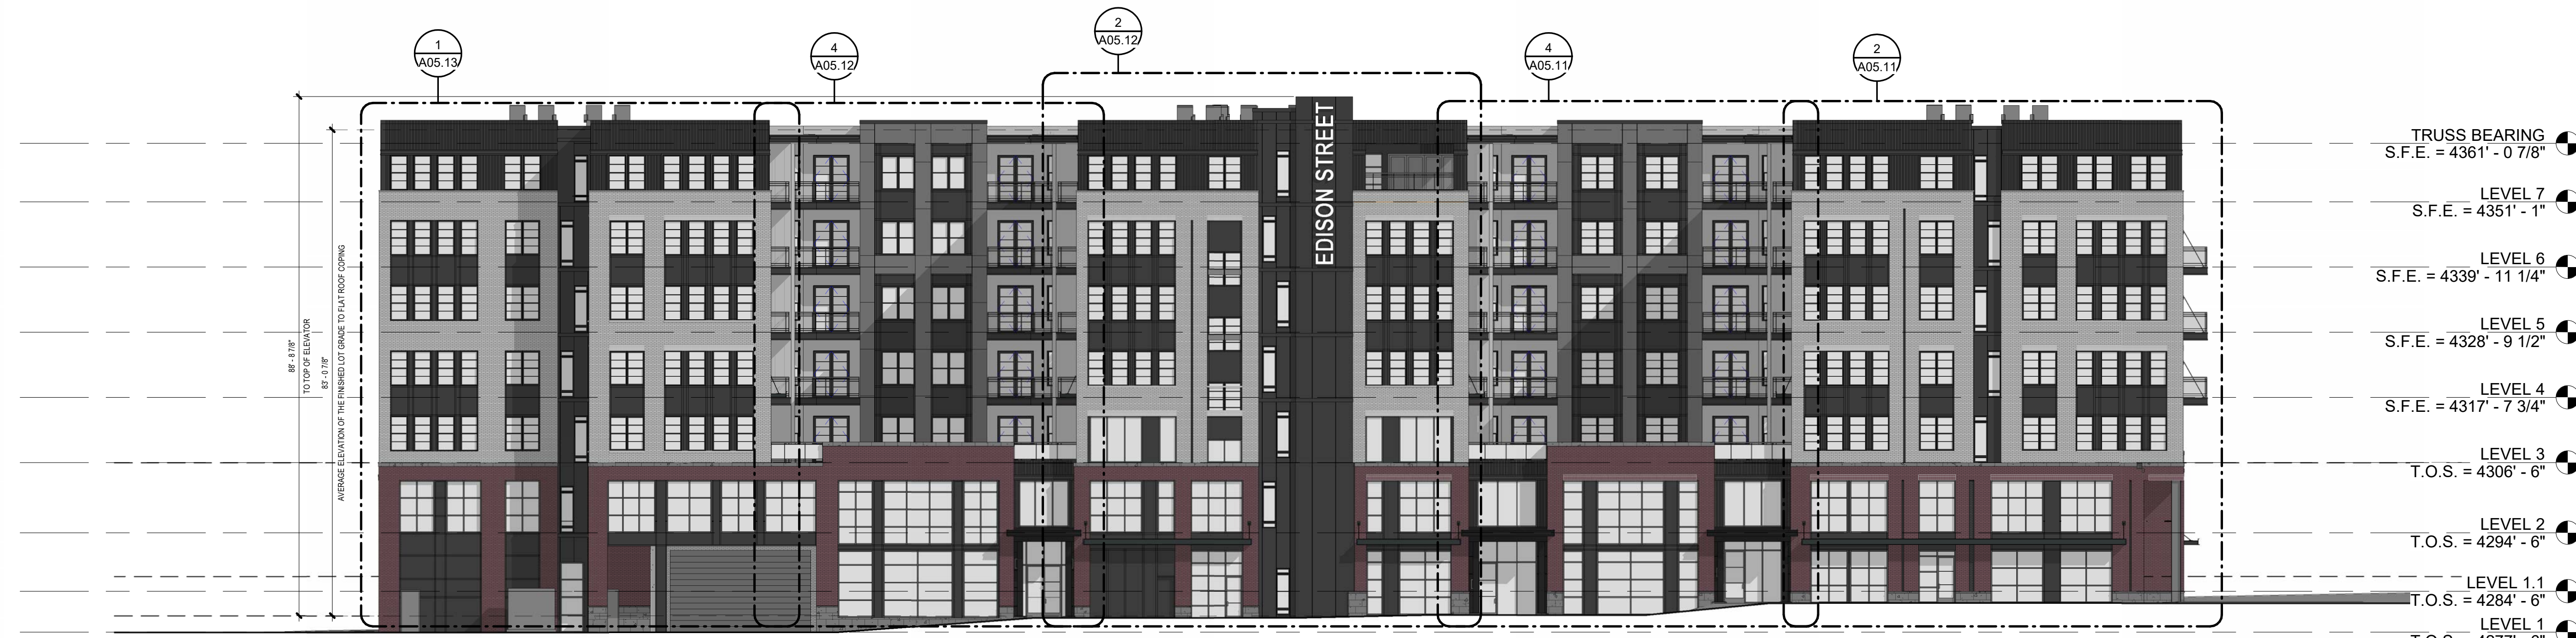 1
A05.13
4
A05.12
2
A05.12
4
A05.11
2
A05.11
EDISON STREET
88' - 8 7/8"
TO TOP OF ELEVATOR
83' - 0 7/8"
AVERAGE ELEVATION OF THE FINISHED LOT GRADE TO FLAT ROOF COPING
TRUSS BEARING
S.F.E. = 4361' - 0 7/8"
LEVEL 7
S.F.E. = 4351' - 1"
LEVEL 6
S.F.E. = 4339' - 11 1/4"
LEVEL 5
S.F.E. = 4328' - 9 1/2"
LEVEL 4
S.F.E. = 4317' - 7 3/4"
LEVEL 3
T.O.S. = 4306' - 6"
LEVEL 2
T.O.S. = 4294' - 6"
LEVEL 1.1
T.O.S. = 4284' - 6"
LEVEL 1